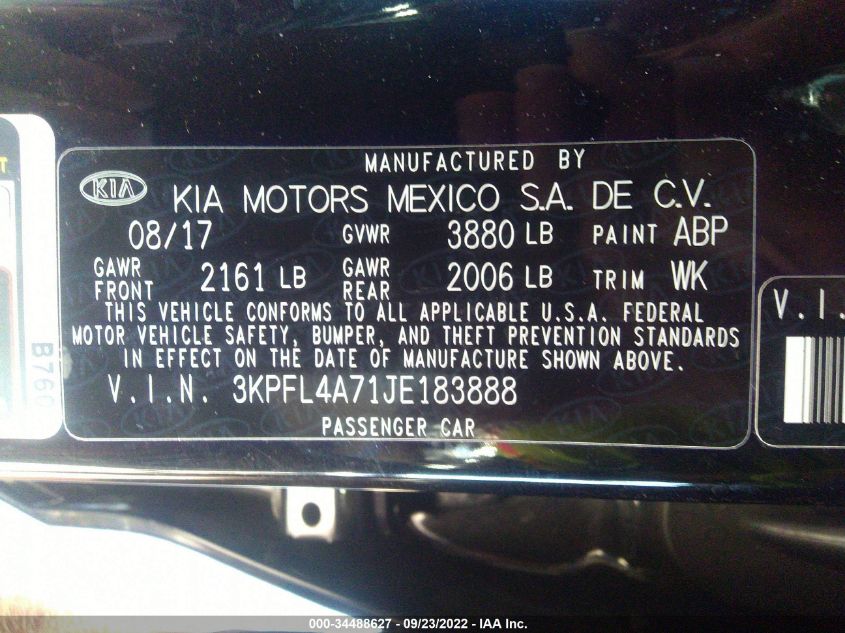 MANUFACTURED BY
KIA
KIA MOTORS MEXICO S.A. DE C.V.
08/17 GVWR 3880 LB PAINT ABP
GAWR FRONT 2161 LB GAWR REAR 2006 LB TRIM WK
THIS VEHICLE CONFORMS TO ALL APPLICABLE U.S.A. FEDERAL
MOTOR VEHICLE SAFETY, BUMPER, AND THEFT PREVENTION STANDARDS
IN EFFECT ON THE DATE OF MANUFACTURE SHOWN ABOVE.
V.I.N. 3KPFL4A71JE183888
PASSENGER CAR
B760
V.I.
000-34488627 - 09/23/2022 - IAA Inc.